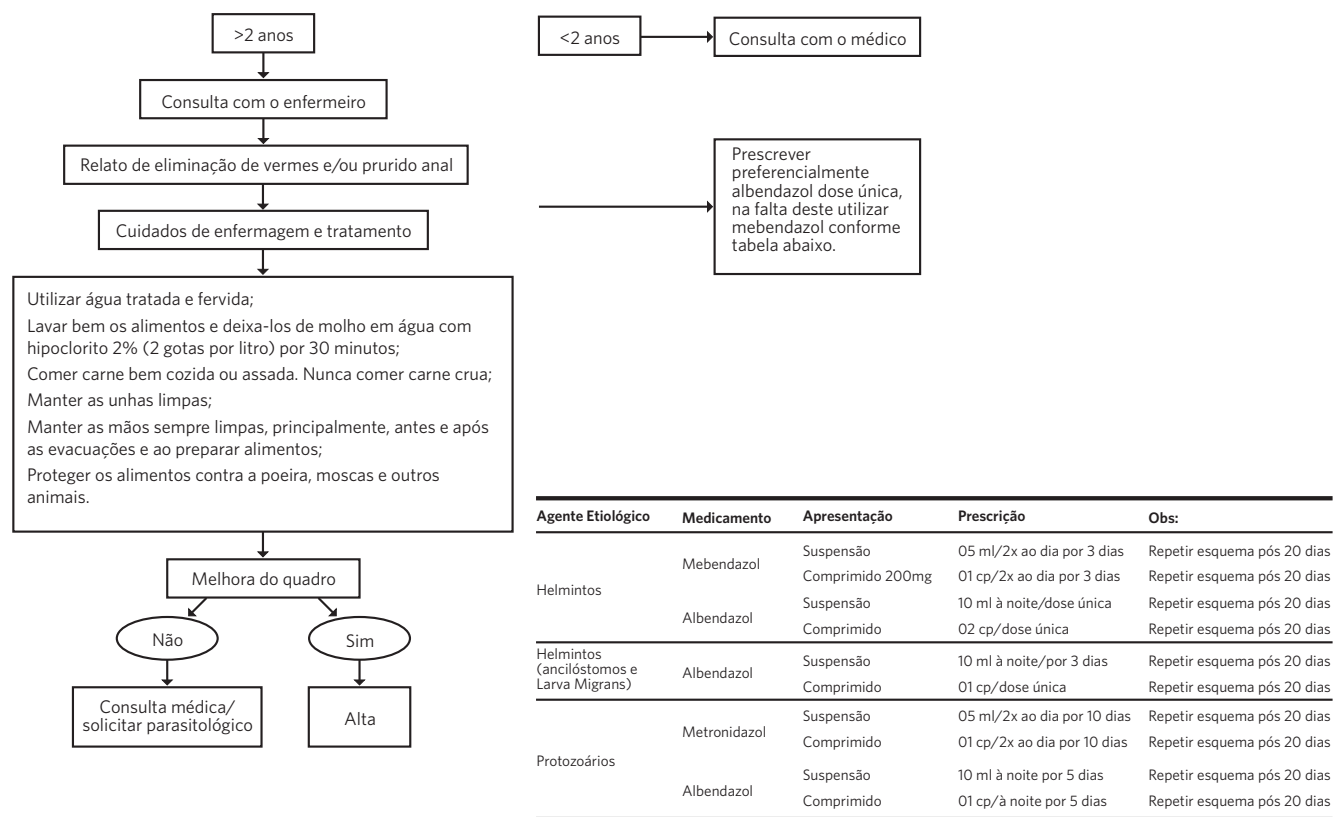 >2 anos
<2 anos
Consulta com o médico
Consulta com o enfermeiro
Relato de eliminação de vermes e/ou prurido anal
Cuidados de enfermagem e tratamento
Prescrever
preferencialmente
albendazol dose única,
na falta deste utilizar
mebendazol conforme
tabela abaixo.
Utilizar água tratada e fervida;
Lavar bem os alimentos e deixa-los de molho em água com
hipoclorito 2% (2 gotas por litro) por 30 minutos;
Comer carne bem cozida ou assada. Nunca comer carne crua;
Manter as unhas limpas;
Manter as mãos sempre limpas, principalmente, antes e após
as evacuações e ao preparar alimentos;
Proteger os alimentos contra a poeira, moscas e outros
animais.
Melhora do quadro
Não
Sim
Consulta médica/
solicitar parasitológico
Alta
Agente Etiológico Medicamento Apresentação Prescrição Obs:
Helmintos
Mebendazol
Suspensão 05 ml/2x ao dia por 3 dias Repetir esquema pós 20 dias
Comprimido 200mg 01 cp/2x ao dia por 3 dias Repetir esquema pós 20 dias
Albendazol
Suspensão 10 ml à noite/dose única Repetir esquema pós 20 dias
Comprimido 02 cp/dose única Repetir esquema pós 20 dias
Helmintos
(ancilóstomos e
Larva Migrans)
Albendazol
Suspensão 10 ml à noite/por 3 dias Repetir esquema pós 20 dias
Comprimido 01 cp/dose única Repetir esquema pós 20 dias
Protozoários
Metronidazol
Suspensão 05 ml/2x ao dia por 10 dias Repetir esquema pós 20 dias
Comprimido 01 cp/2x ao dia por 10 dias Repetir esquema pós 20 dias
Albendazol
Suspensão 10 ml à noite por 5 dias Repetir esquema pós 20 dias
Comprimido 01 cp/à noite por 5 dias Repetir esquema pós 20 dias